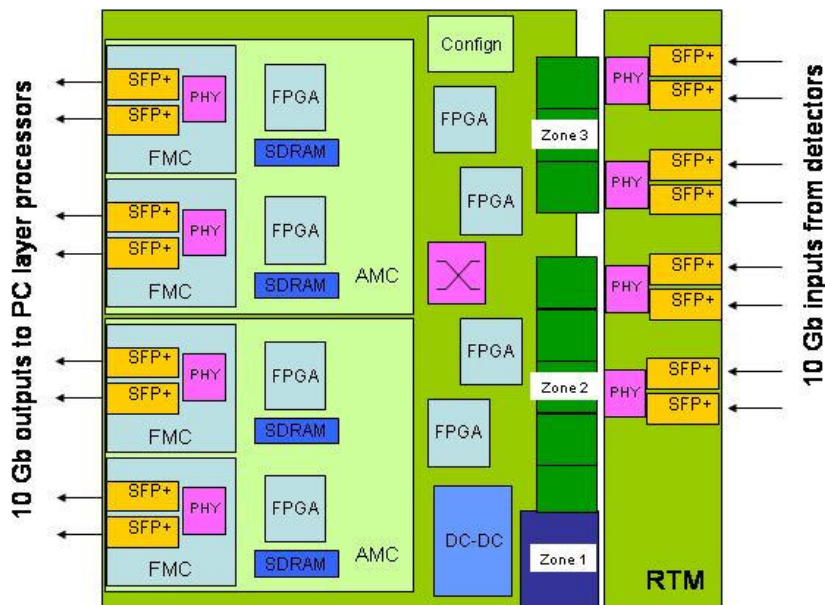 10 Gb outputs to PC layer processors
SFP+
PHY
SFP+
FMC
FPGA
SDRAM
SFP+
PHY
SFP+
FMC
FPGA
SDRAM
AMC
SFP+
PHY
SFP+
FMC
FPGA
SDRAM
SFP+
PHY
SFP+
FMC
FPGA
SDRAM
AMC
Confign
FPGA
FPGA
FPGA
FPGA
DC-DC
Zone 3
Zone 2
Zone 1
PHY
SFP+
SFP+
PHY
SFP+
SFP+
PHY
SFP+
SFP+
PHY
SFP+
SFP+
RTM
10 Gb inputs from detectors